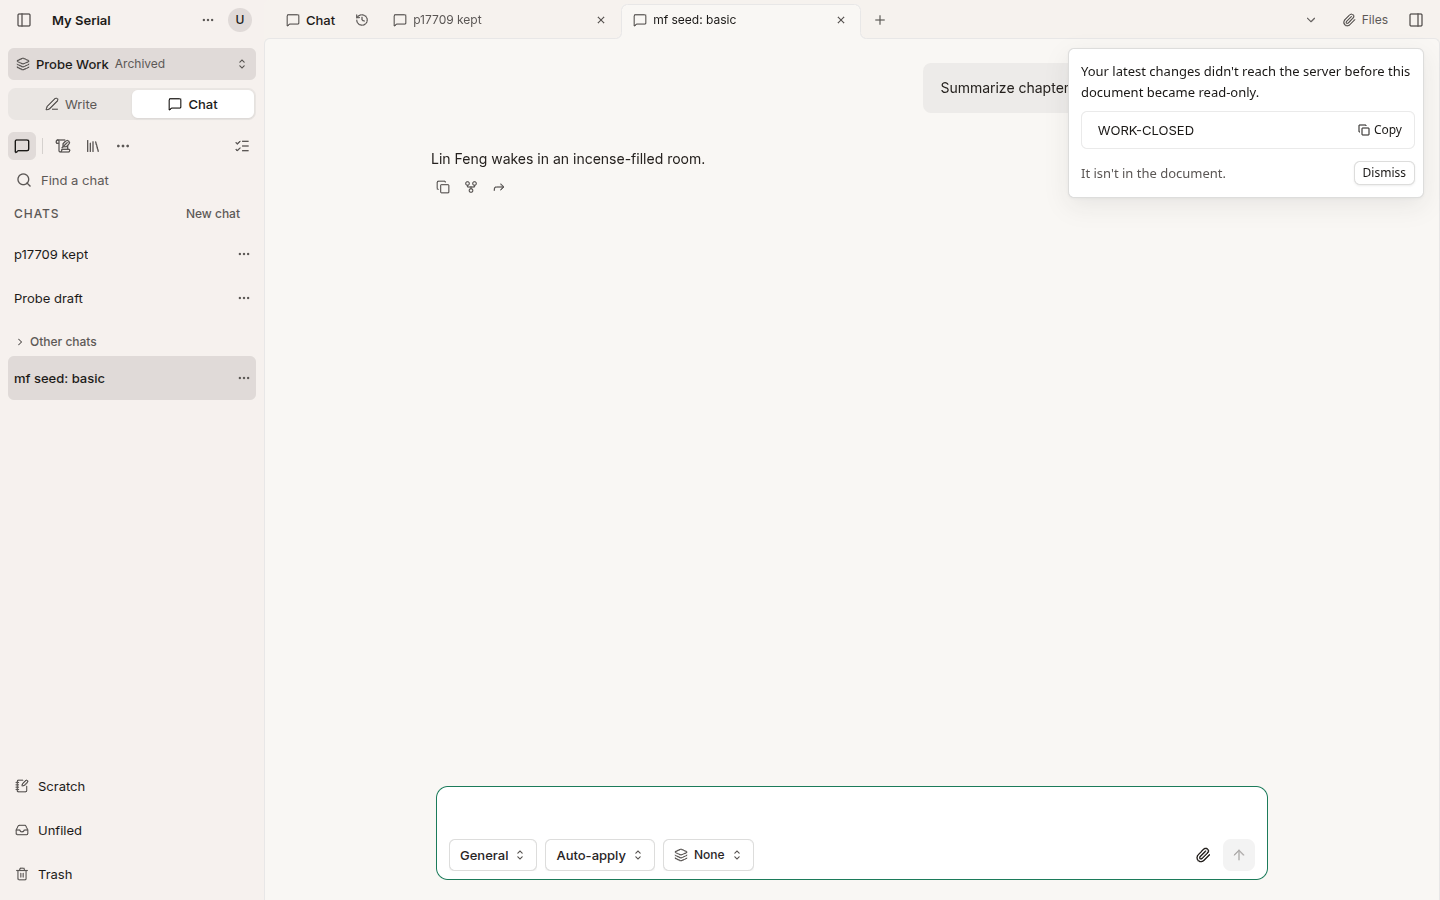 My Serial
U
Chat
p17709 kept
mf seed: basic
Files
Probe Work Archived
Write
Chat
Find a chat
CHATS
New chat
p17709 kept
Probe draft
Other chats
mf seed: basic
Scratch
Unfiled
Trash
Summarize chapter
Lin Feng wakes in an incense-filled room.
Your latest changes didn't reach the server before this
document became read-only.
WORK-CLOSED
Copy
It isn't in the document.
Dismiss
General
Auto-apply
None